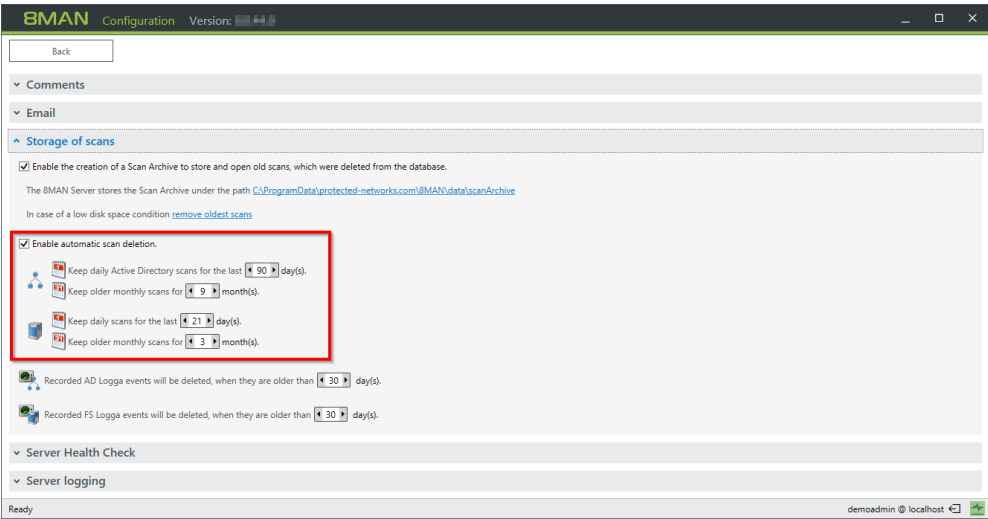 8MAN Configuration Version:
Back
Comments
Email
Storage of scans
Enable the creation of a Scan Archive to store and open old scans, which were deleted from the database.
The 8MAN Server stores the Scan Archive under the path C:\ProgramData\protected-networks.com\8MAN\data\scanArchive
In case of a low disk space condition remove oldest scans
Enable automatic scan deletion.
Keep daily Active Directory scans for the last 90 day(s).
Keep older monthly scans for 9 month(s).
Keep daily scans for the last 21 day(s).
Keep older monthly scans for 3 month(s).
Recorded AD Logga events will be deleted, when they are older than 30 day(s).
Recorded FS Logga events will be deleted, when they are older than 30 day(s).
Server Health Check
Server logging
Ready demoadmin @ localhost